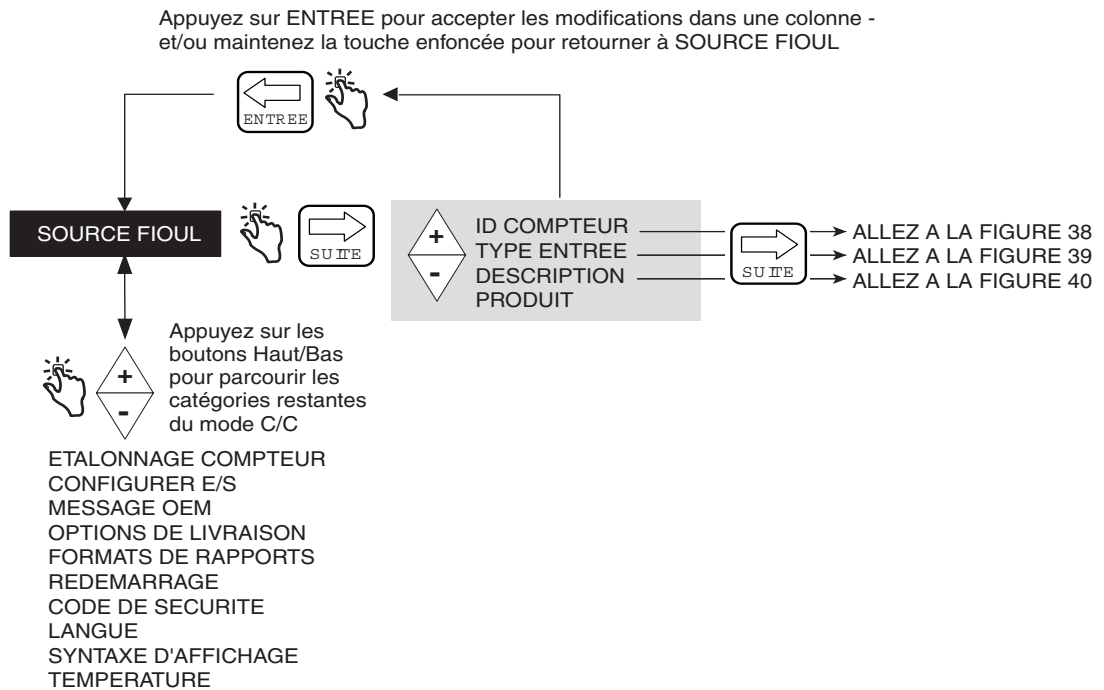 Appuyez sur ENTREE pour accepter les modifications dans une colonne -
et/ou maintenez la touche enfoncée pour retourner à SOURCE FIOUL
ENTREE
SOURCE FIOUL
SUITE
+
-
ID COMPTEUR
TYPE ENTREE
DESCRIPTION
PRODUIT
SUITE
ALLEZ A LA FIGURE 38
ALLEZ A LA FIGURE 39
ALLEZ A LA FIGURE 40
+
-
Appuyez sur les
boutons Haut/Bas
pour parcourir les
catégories restantes
du mode C/C
ETALONNAGE COMPTEUR
CONFIGURER E/S
MESSAGE OEM
OPTIONS DE LIVRAISON
FORMATS DE RAPPORTS
REDEMARRAGE
CODE DE SECURITE
LANGUE
SYNTAXE D'AFFICHAGE
TEMPERATURE